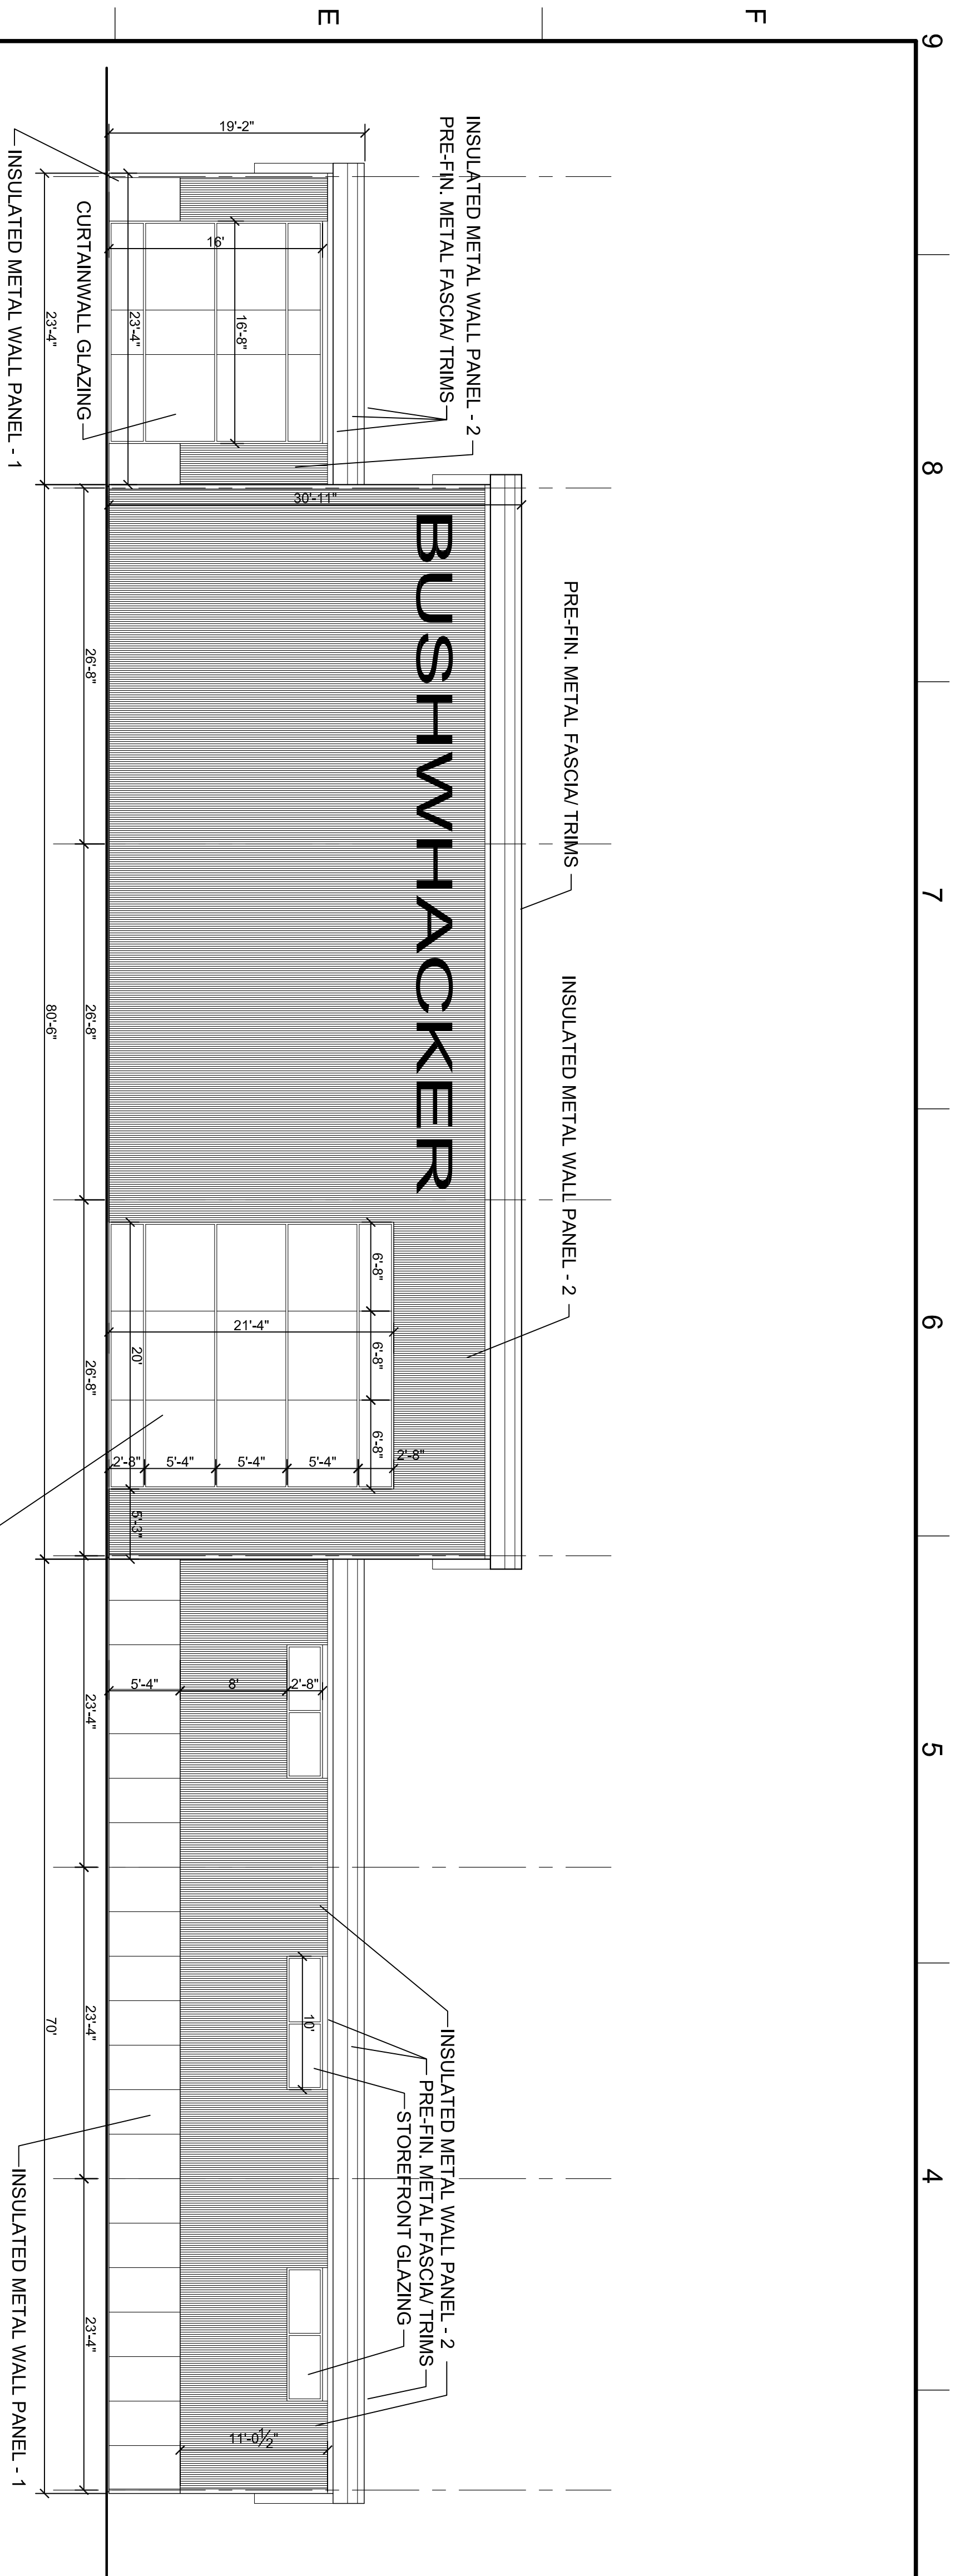 9
8
7
6
5
4
F
E
PRE-FIN. METAL FASCIA/ TRIMS
INSULATED METAL WALL PANEL - 2
INSULATED METAL WALL PANEL - 2
PRE-FIN. METAL FASCIA/ TRIMS
INSULATED METAL WALL PANEL - 2
PRE-FIN. METAL FASCIA/ TRIMS
STOREFRONT GLAZING
BUSHWHACKER
19'-2"
16'
16'-8"
23'-4"
30'-11"
6'-8"
6'-8"
6'-8"
21'-4"
20'
2'-8"
5'-4"
5'-4"
5'-4"
2'-8"
5'-3"
5'-4"
8'
2'-8"
10'
11'-0½"
CURTAINWALL GLAZING
26'-8"
26'-8"
26'-8"
23'-4"
23'-4"
23'-4"
23'-4"
80'-6"
70'
INSULATED METAL WALL PANEL - 1
INSULATED METAL WALL PANEL - 1